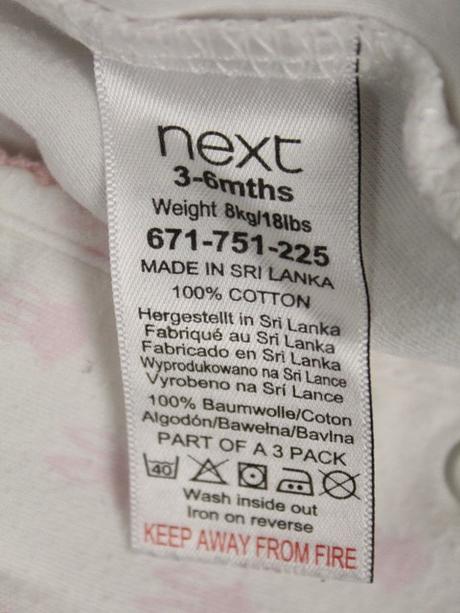 next
3-6mths
Weight 8kg/18lbs
671-751-225
MADE IN SRI LANKA
100% COTTON
Hergestellt in Sri Lanka
Fabriqué au Sri Lanka
Fabricado en Sri Lanka
Wyprodukowano na Sri Lance
Vyrobeno na Srí Lance
100% Baumwolle/Coton
Algodón/Bawełna/Bavlna
PART OF A 3 PACK
40
Wash inside out
Iron on reverse
KEEP AWAY FROM FIRE